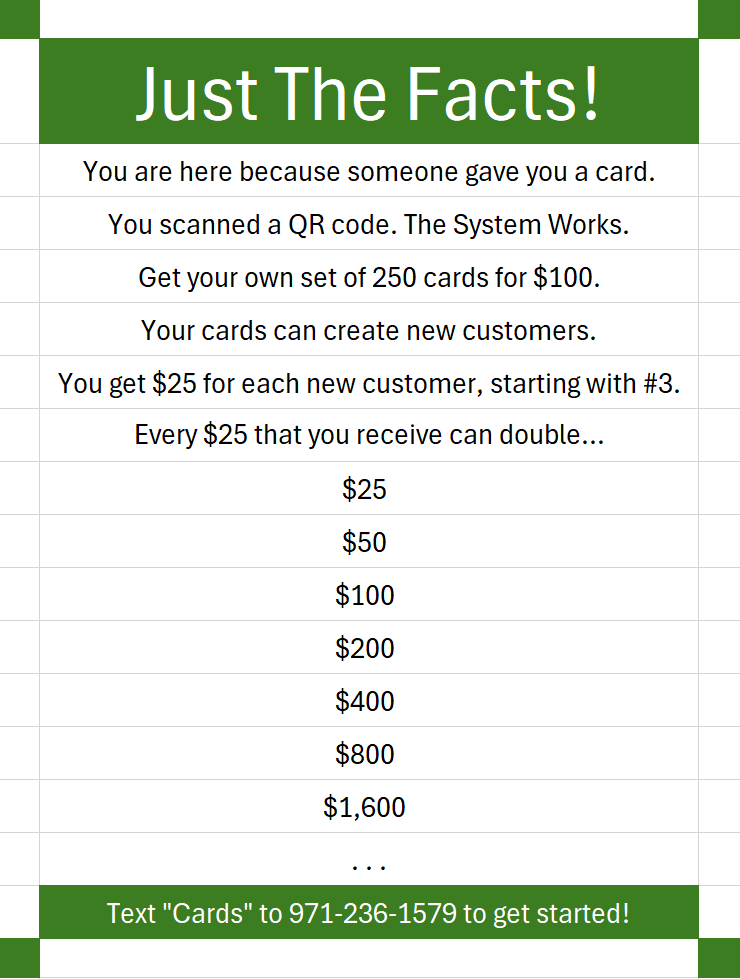 Just The Facts!
You are here because someone gave you a card.
You scanned a QR code. The System Works.
Get your own set of 250 cards for $100.
Your cards can create new customers.
You get $25 for each new customer, starting with #3.
Every $25 that you receive can double...
$25
$50
$100
$200
$400
$800
$1,600
. . .
Text "Cards" to 971-236-1579 to get started!